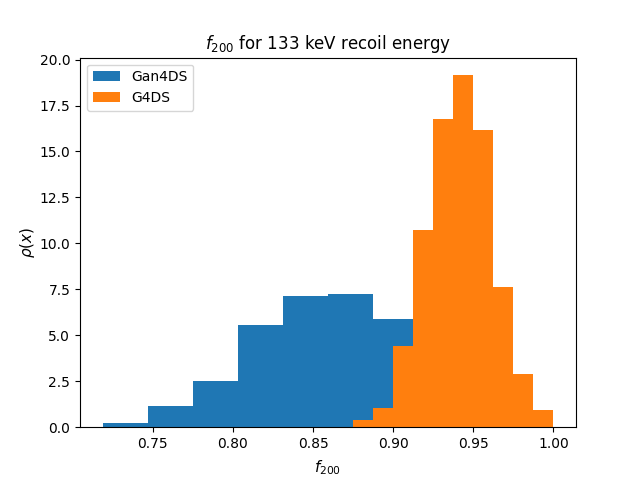 f₂₀₀ for 133 keV recoil energy
Gan4DS
G4DS
20.0
17.5
15.0
12.5
10.0
7.5
5.0
2.5
0.0
ρ(x)
0.75 0.80 0.85 0.90 0.95 1.00
f₂₀₀